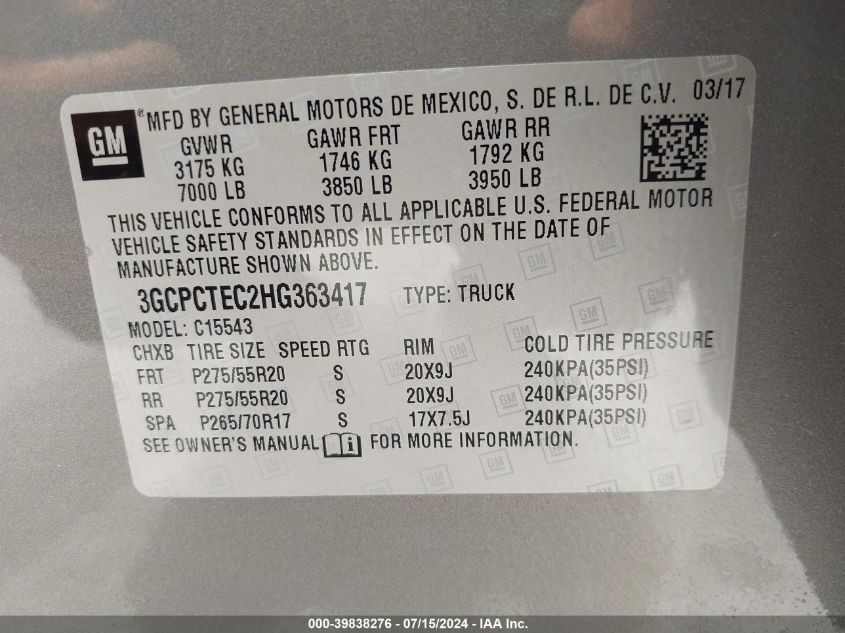 GM ® MFD BY GENERAL MOTORS DE MEXICO, S. DE R.L. DE C.V. 03/17
GVWR GAWR FRT GAWR RR
3175 KG 1746 KG 1792 KG
7000 LB 3850 LB 3950 LB
THIS VEHICLE CONFORMS TO ALL APPLICABLE U.S. FEDERAL MOTOR
VEHICLE SAFETY STANDARDS IN EFFECT ON THE DATE OF
MANUFACTURE SHOWN ABOVE.
3GCPCTEC2HG363417 TYPE: TRUCK
MODEL: C15543
CHXB TIRE SIZE SPEED RTG RIM COLD TIRE PRESSURE
FRT P275/55R20 S 20X9J 240KPA(35PSI)
RR P275/55R20 S 20X9J 240KPA(35PSI)
SPA P265/70R17 S 17X7.5J 240KPA(35PSI)
SEE OWNER'S MANUAL FOR MORE INFORMATION.
000-39838276 - 07/15/2024 - IAA Inc.